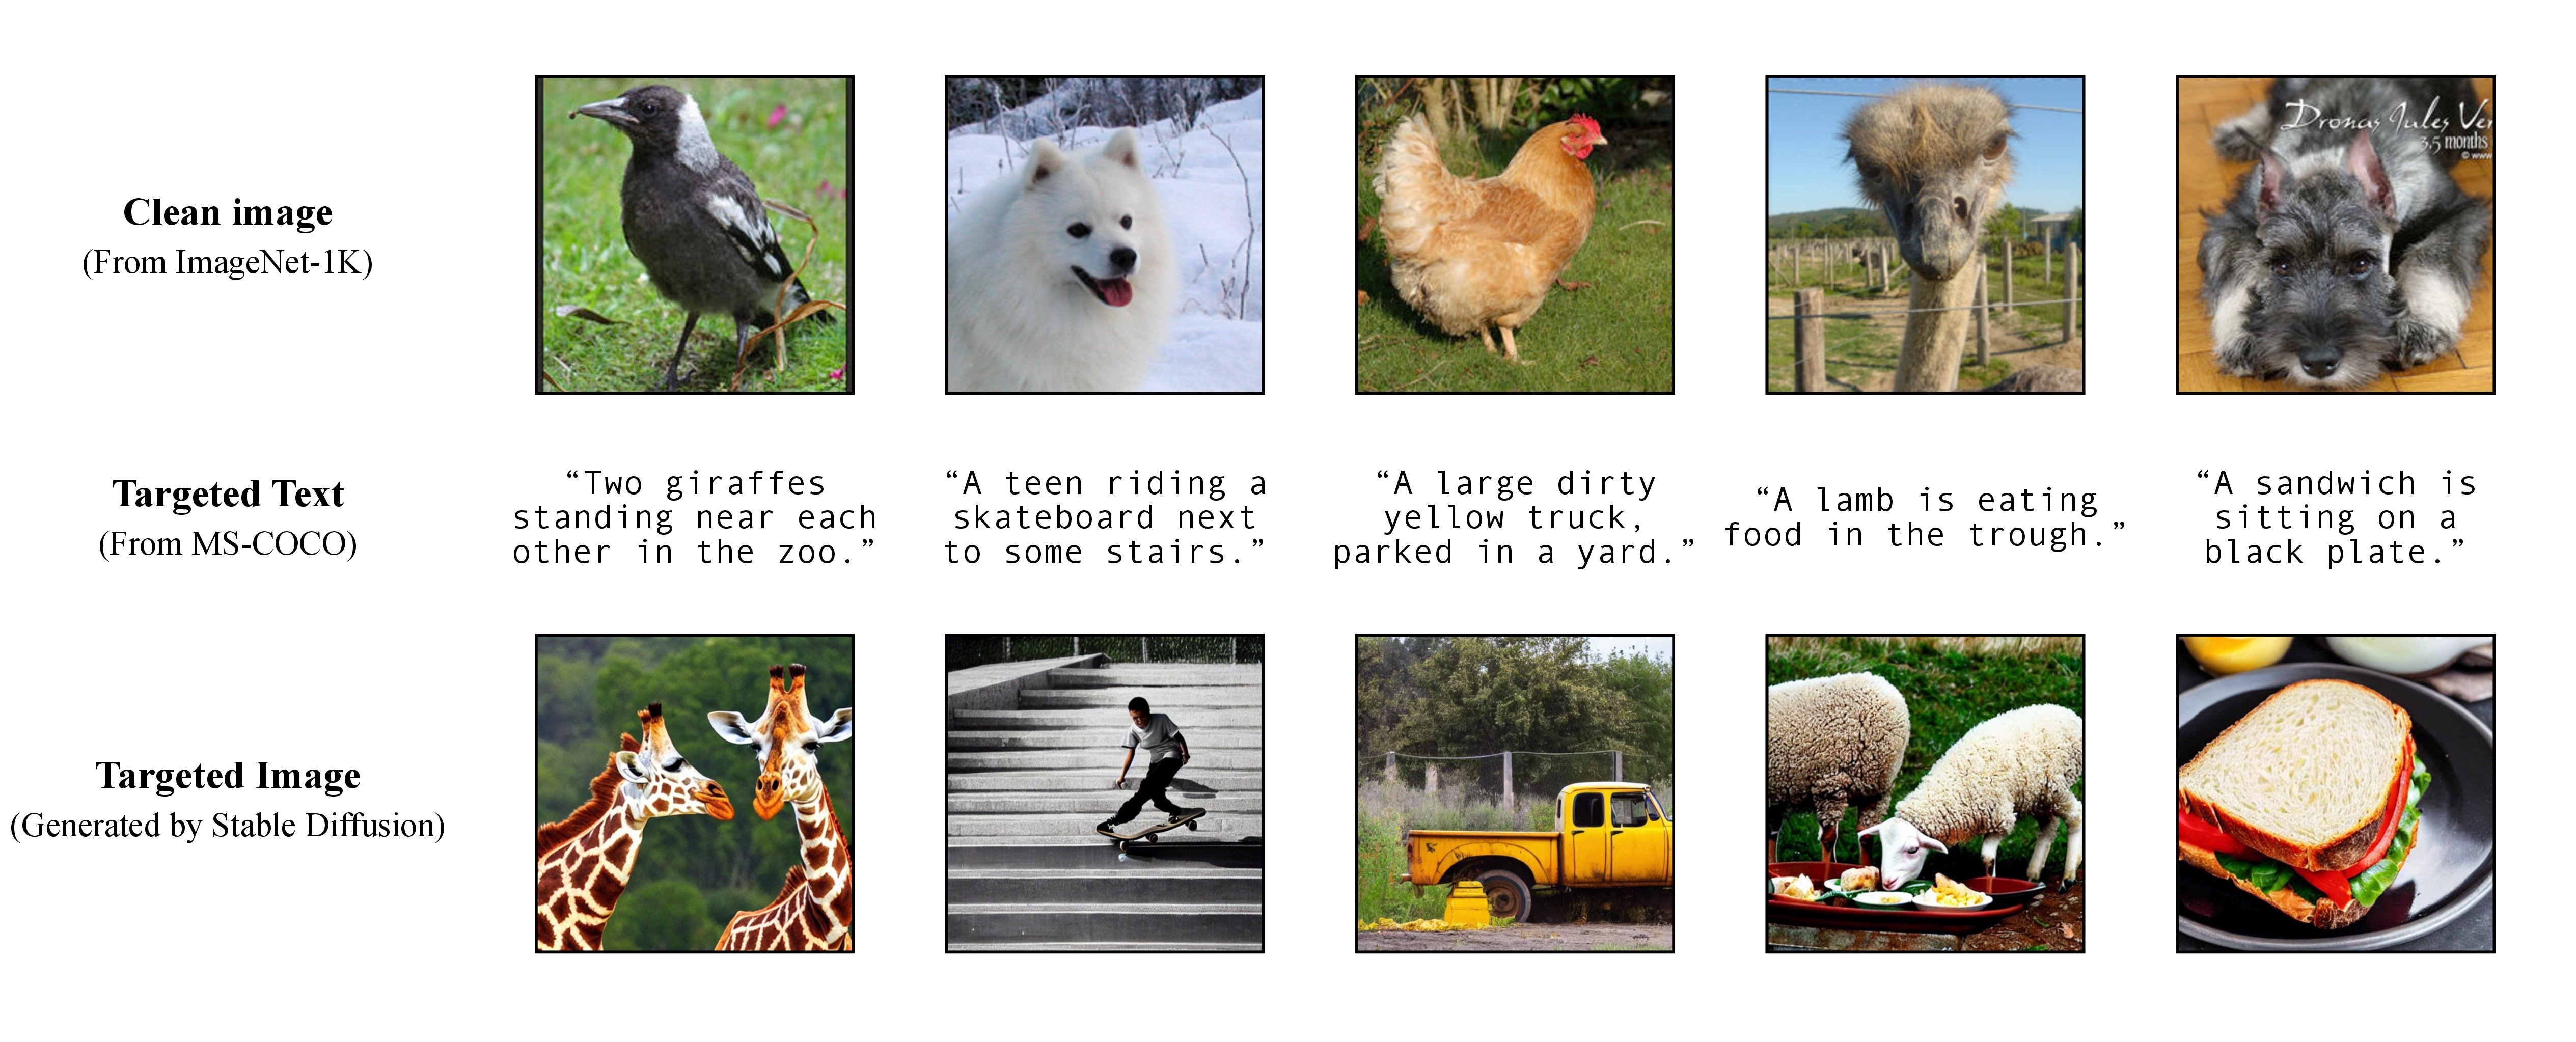 Clean image
(From ImageNet-1K)
Dronas Jules Ver
3,5 months
© www
Targeted Text
(From MS-COCO)
“Two giraffes
standing near each
other in the zoo.”
“A teen riding a
skateboard next
to some stairs.”
“A large dirty
yellow truck,
parked in a yard.”
“A lamb is eating
food in the trough.”
“A sandwich is
sitting on a
black plate.”
Targeted Image
(Generated by Stable Diffusion)